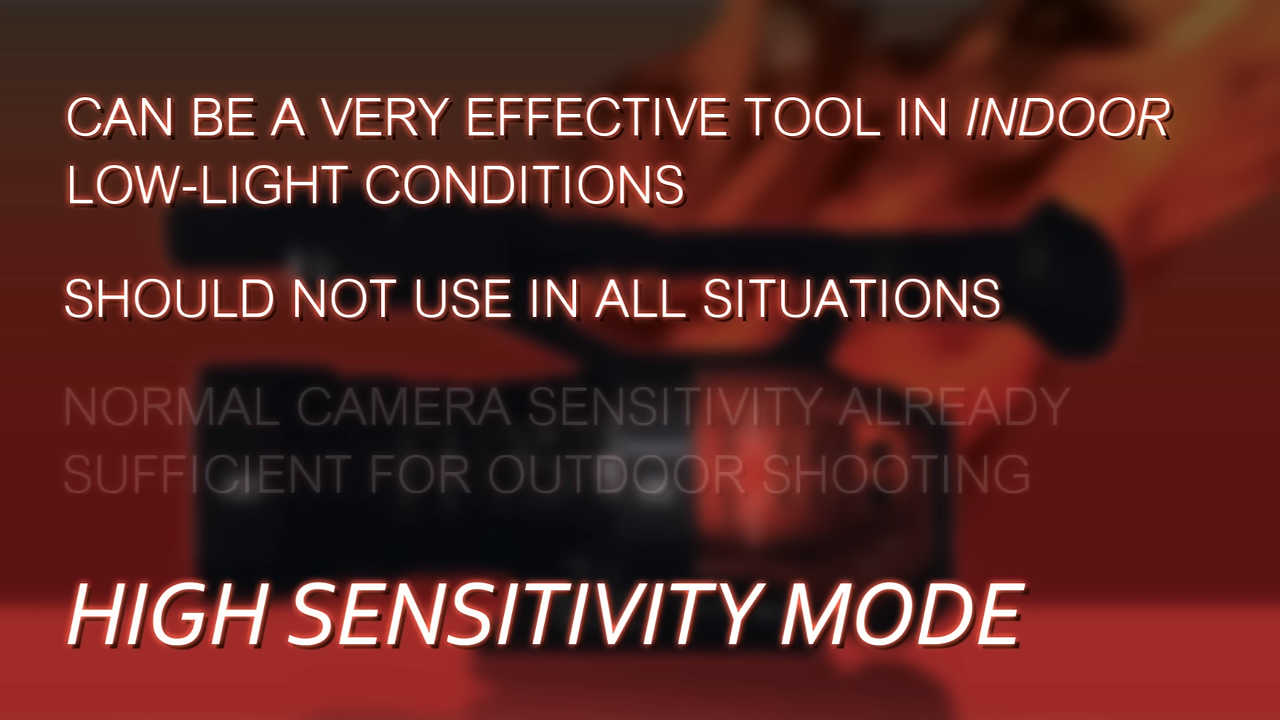 CAN BE A VERY EFFECTIVE TOOL IN INDOOR
LOW-LIGHT CONDITIONS
SHOULD NOT USE IN ALL SITUATIONS
NORMAL CAMERA SENSITIVITY ALREADY
SUFFICIENT FOR OUTDOOR SHOOTING
HIGH SENSITIVITY MODE